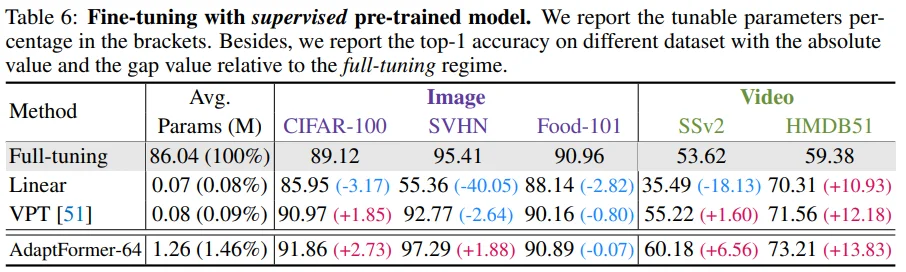 Table 6: Fine-tuning with supervised pre-trained model. We report the tunable parameters per-
centage in the brackets. Besides, we report the top-1 accuracy on different dataset with the absolute
value and the gap value relative to the full-tuning regime.
Method Avg. Params (M) Image Video
CIFAR-100 SVHN Food-101 SSv2 HMDB51
Full-tuning 86.04 (100%) 89.12 95.41 90.96 53.62 59.38
Linear 0.07 (0.08%) 85.95 (-3.17) 55.36 (-40.05) 88.14 (-2.82) 35.49 (-18.13) 70.31 (+10.93)
VPT [51] 0.08 (0.09%) 90.97 (+1.85) 92.77 (-2.64) 90.16 (-0.80) 55.22 (+1.60) 71.56 (+12.18)
AdaptFormer-64 1.26 (1.46%) 91.86 (+2.73) 97.29 (+1.88) 90.89 (-0.07) 60.18 (+6.56) 73.21 (+13.83)